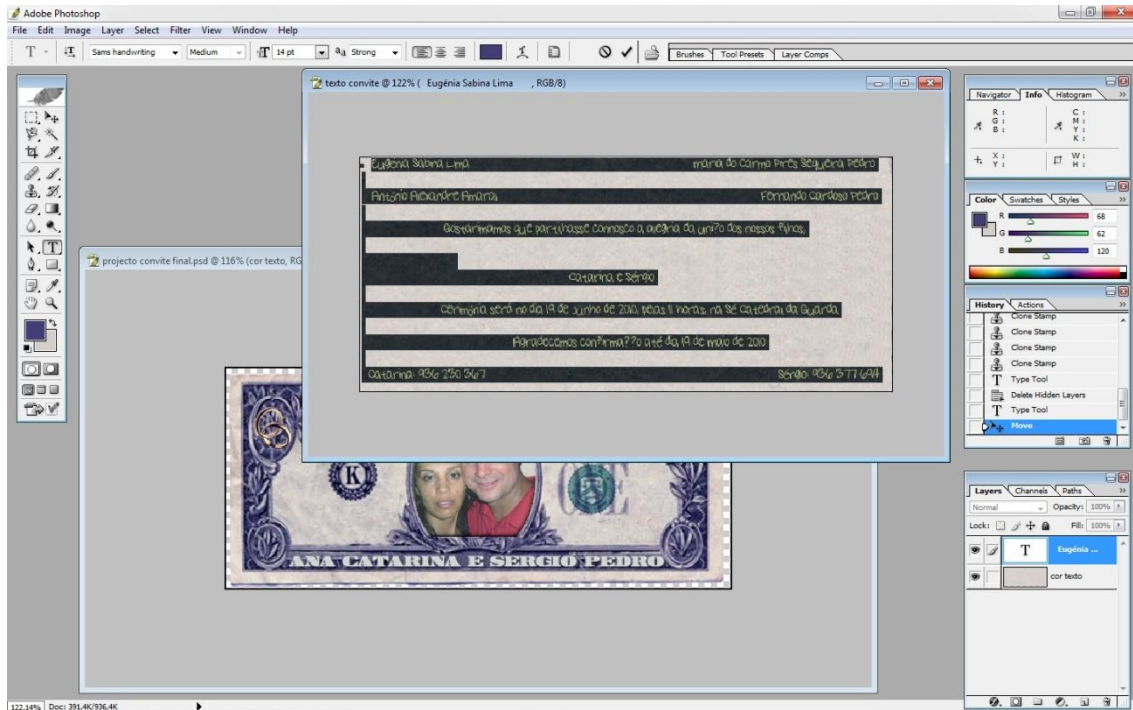 Adobe Photoshop
File Edit Image Layer Select Filter View Window Help
Sans handwriting Medium 14 pt aa Strong Brushes Tool Presets Layer Comps
texto convite @ 122% ( Eugénia Sabina Lima , RGB/8)
Eugénia Sabina Lima Maria do Carmo Pires Sequeira Pedro
António Alexandre Amaral Fernando Cardoso Pedro
Gostariamamos que partilhasse connosco a alegria da uni?o dos nossos filhos,
Catarina e Sérgio
Cerimónia será no dia 19 de Junho de 2010, pelas 11 horas, na Sé Catedral da Guarda.
Agradecemos confirma??o até dia 19 de maio de 2010
Catarina: 936 230 367 Sérgio: 936 377 694
projecto convite final.psd @ 116% (cor texto, RG
K
ANA CATARINA E SERGIO PEDRO
Navigator Info Histogram
R : C :
G : M :
B : Y :
K :
X : W :
Y : H :
Color Swatches Styles
R 68
G 62
B 120
History Actions
Clone Stamp
Clone Stamp
Clone Stamp
Clone Stamp
Type Tool
Delete Hidden Layers
Type Tool
Move
Layers Channels Paths
Normal Opacity: 100%
Lock: Fill: 100%
T Eugénia ...
cor texto
122,14% Doc: 391,4K/936,4K